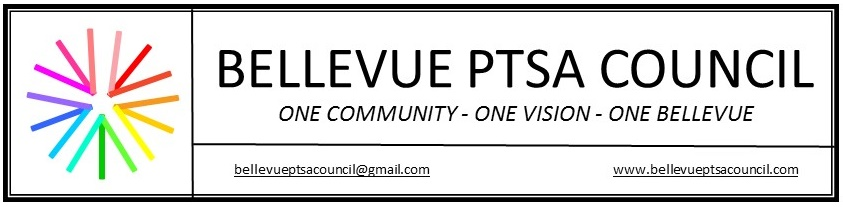 BELLEVUE PTSA COUNCIL
ONE COMMUNITY - ONE VISION - ONE BELLEVUE
bellevueptsacouncil@gmail.com www.bellevueptsacouncil.com